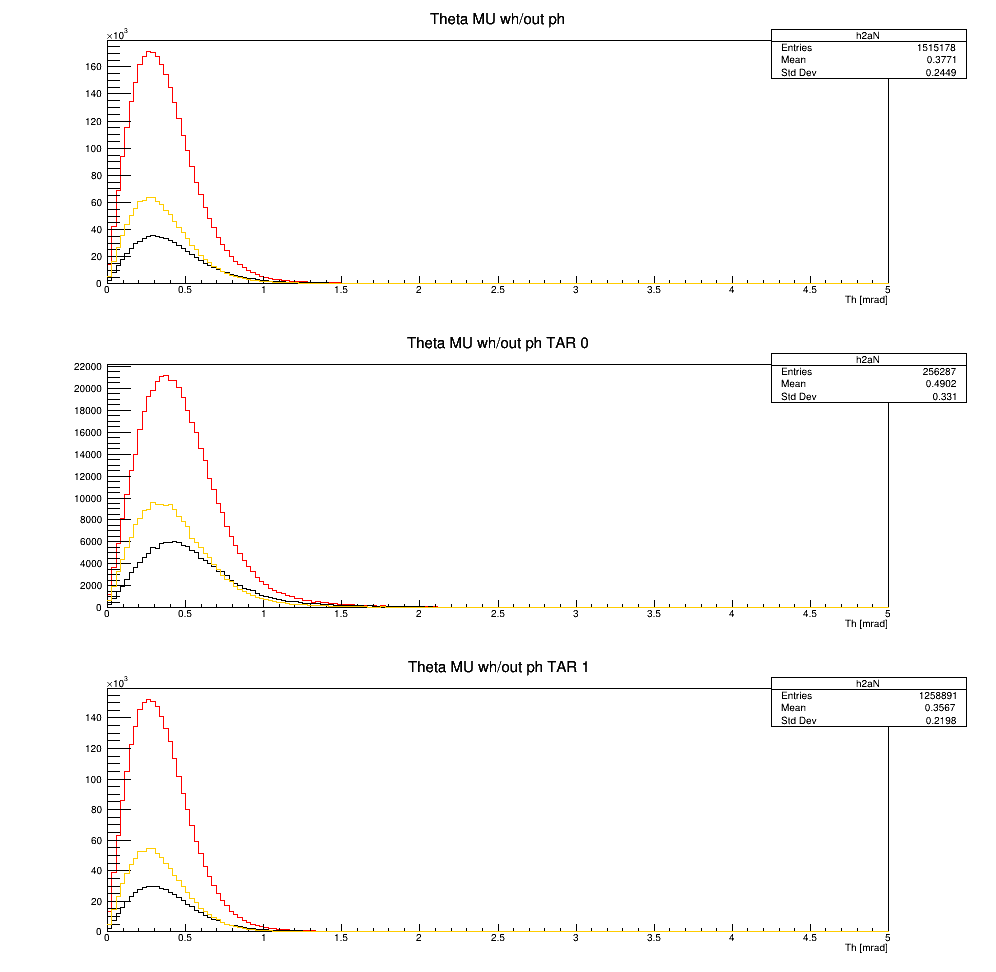 Theta MU wh/out ph
×10³
h2aN
Entries 1515178
Mean 0.3771
Std Dev 0.2449
160
140
120
100
80
60
40
20
0
0 0.5 1 1.5 2 2.5 3 3.5 4 4.5 5
Th [mrad]
Theta MU wh/out ph TAR 0
h2aN
Entries 256287
Mean 0.4902
Std Dev 0.331
22000
20000
18000
16000
14000
12000
10000
8000
6000
4000
2000
0
0 0.5 1 1.5 2 2.5 3 3.5 4 4.5 5
Th [mrad]
Theta MU wh/out ph TAR 1
×10³
h2aN
Entries 1258891
Mean 0.3567
Std Dev 0.2198
140
120
100
80
60
40
20
0
0 0.5 1 1.5 2 2.5 3 3.5 4 4.5 5
Th [mrad]